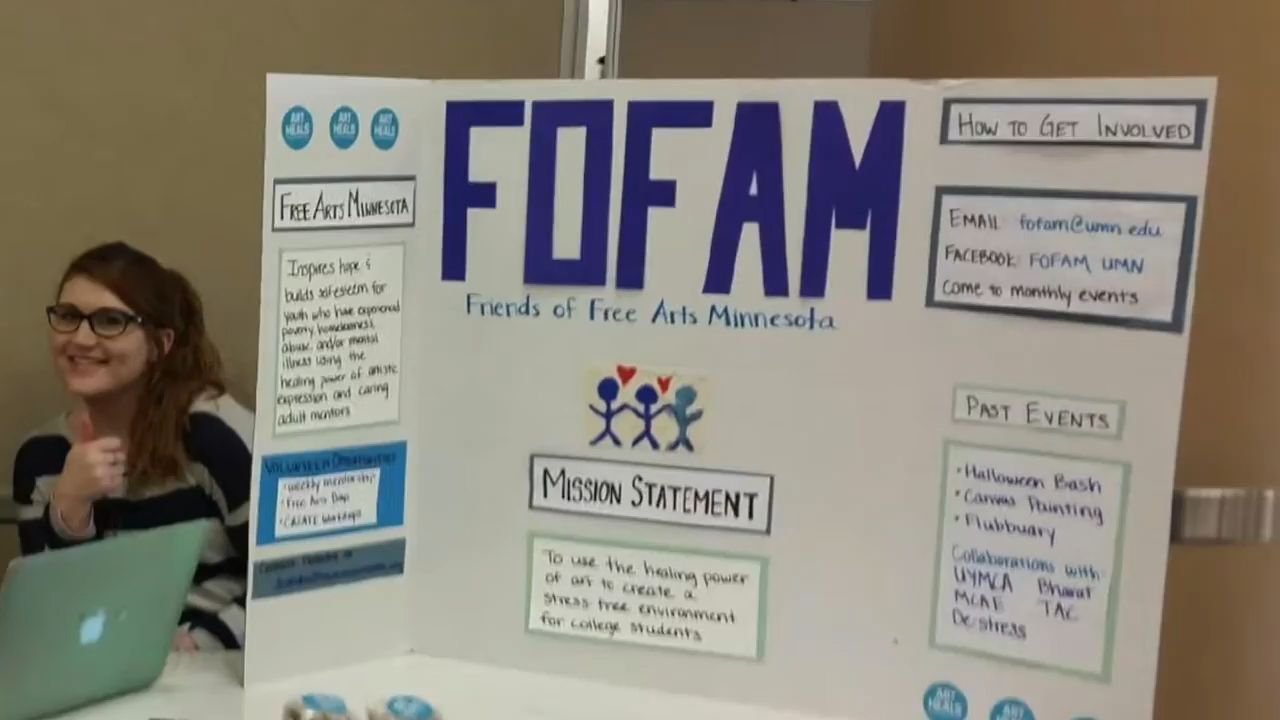 ART HEALS
ART HEALS
ART HEALS
FREE ARTS MINNESOTA
Inspires hope &
builds self-esteem for
youth who have experienced
poverty, homelessness,
abuse, and/or mental
illness using the
healing power of artistic
expression and caring
adult mentors
VOLUNTEER OPPORTUNITIES
• weekly mentorship
• Free Arts Days
FOFAM
Friends of Free Arts Minnesota
MISSION STATEMENT
To use the healing power
of art to create a
stress free environment
for college students
HOW TO GET INVOLVED
EMAIL: fofam@umn.edu
FACEBOOK: FOFAM, UMN
Come to monthly events
PAST EVENTS
• Halloween Bash
• Canvas Painting
• Flubbuary
Collaborations with:
UYMCA Bharat
MCAE TAC
De-stress
ART HEALS
ART